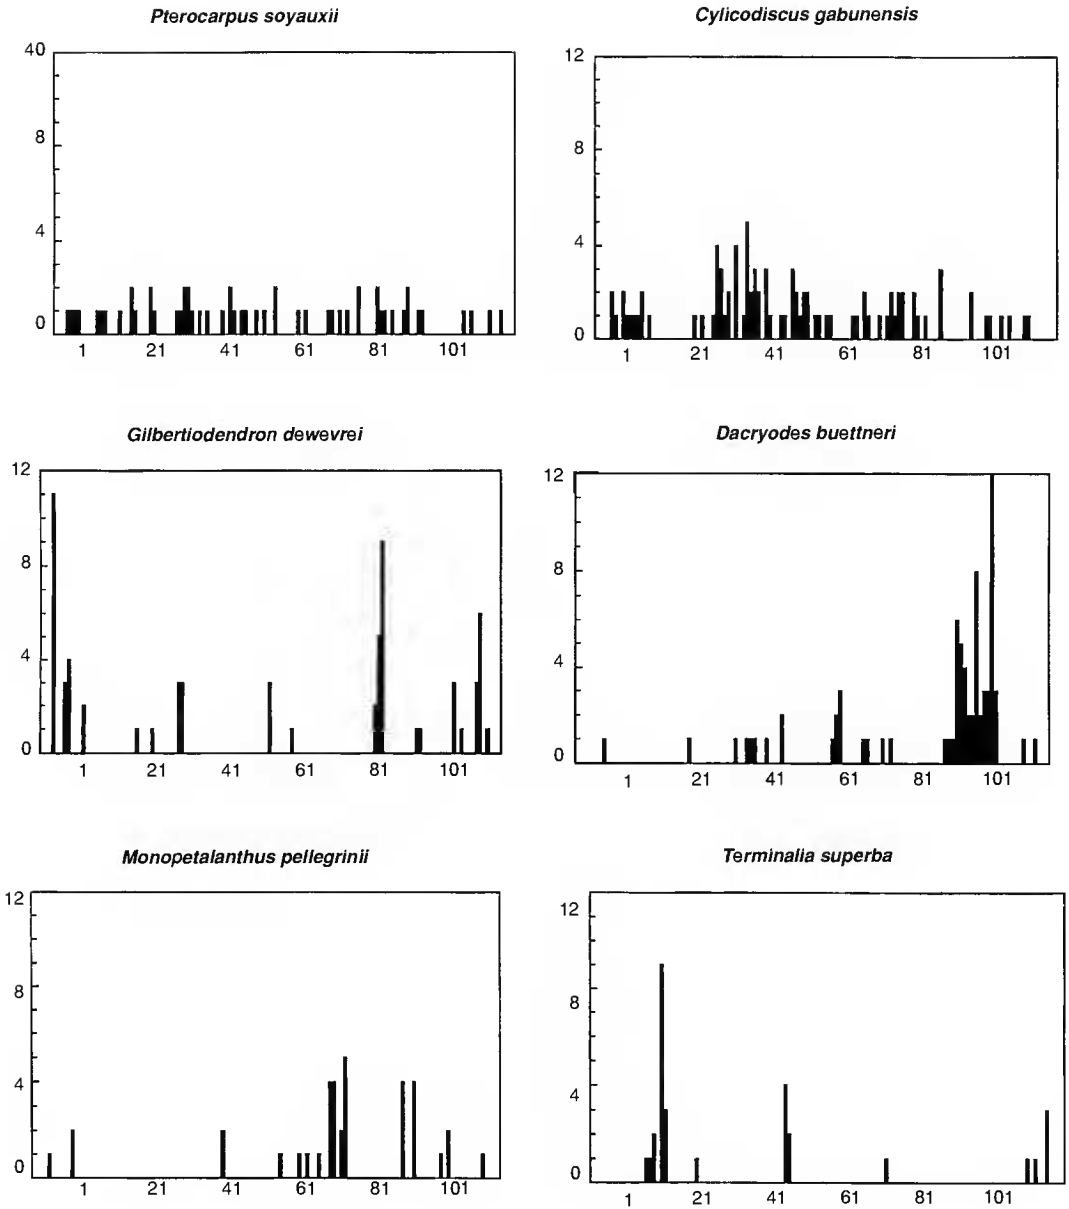 Pterocarpus soyauxii
Cylicodiscus gabunensis
40
8
4
0
1 21 41 61 81 101
12
8
4
0
1 21 41 61 81 101
Gilbertiodendron dewevrei
Dacryodes buettneri
12
8
4
0
1 21 41 61 81 101
12
8
4
0
1 21 41 61 81 101
Monopetalanthus pellegrinii
Terminalia superba
12
8
4
0
1 21 41 61 81 101
12
8
4
0
1 21 41 61 81 101